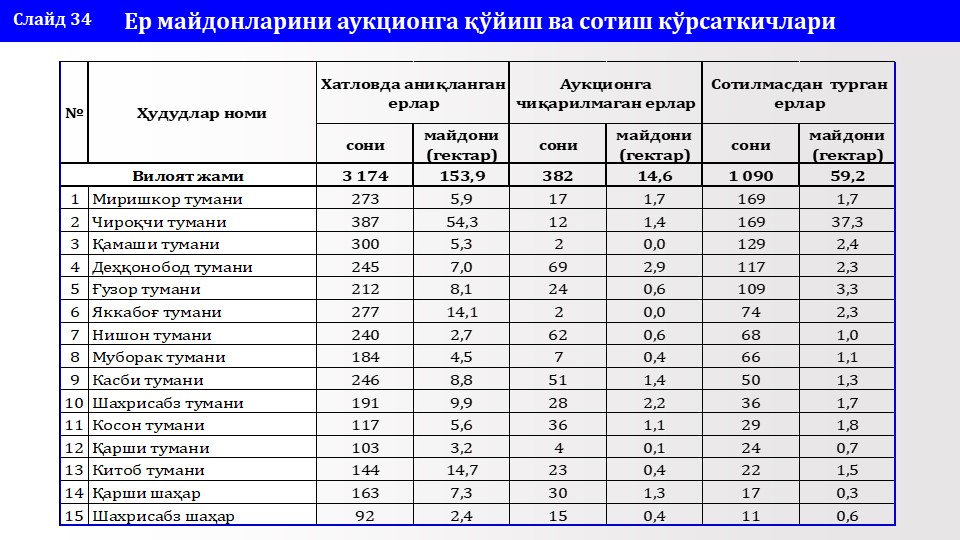 Слайд 34
Ер майдонларини аукционга қўйиш ва сотиш кўрсаткичлари
№ Ҳудудлар номи Хатловда аниқланган ерлар Аукционга чиқарилмаган ерлар Сотилмасдан турган ерлар
сони майдони (гектар) сони майдони (гектар) сони майдони (гектар)
Вилоят жами 3 174 153,9 382 14,6 1 090 59,2
1 Миришкор тумани 273 5,9 17 1,7 169 1,7
2 Чироқчи тумани 387 54,3 12 1,4 169 37,3
3 Қамаши тумани 300 5,3 2 0,0 129 2,4
4 Деҳқонобод тумани 245 7,0 69 2,9 117 2,3
5 Ғузор тумани 212 8,1 24 0,6 109 3,3
6 Яккабоғ тумани 277 14,1 2 0,0 74 2,3
7 Нишон тумани 240 2,7 62 0,6 68 1,0
8 Муборак тумани 184 4,5 7 0,4 66 1,1
9 Касби тумани 246 8,8 51 1,4 50 1,3
10 Шахрисабз тумани 191 9,9 28 2,2 36 1,7
11 Косон тумани 117 5,6 36 1,1 29 1,8
12 Қарши тумани 103 3,2 4 0,1 24 0,7
13 Китоб тумани 144 14,7 23 0,4 22 1,5
14 Қарши шаҳар 163 7,3 30 1,3 17 0,3
15 Шахрисабз шаҳар 92 2,4 15 0,4 11 0,6